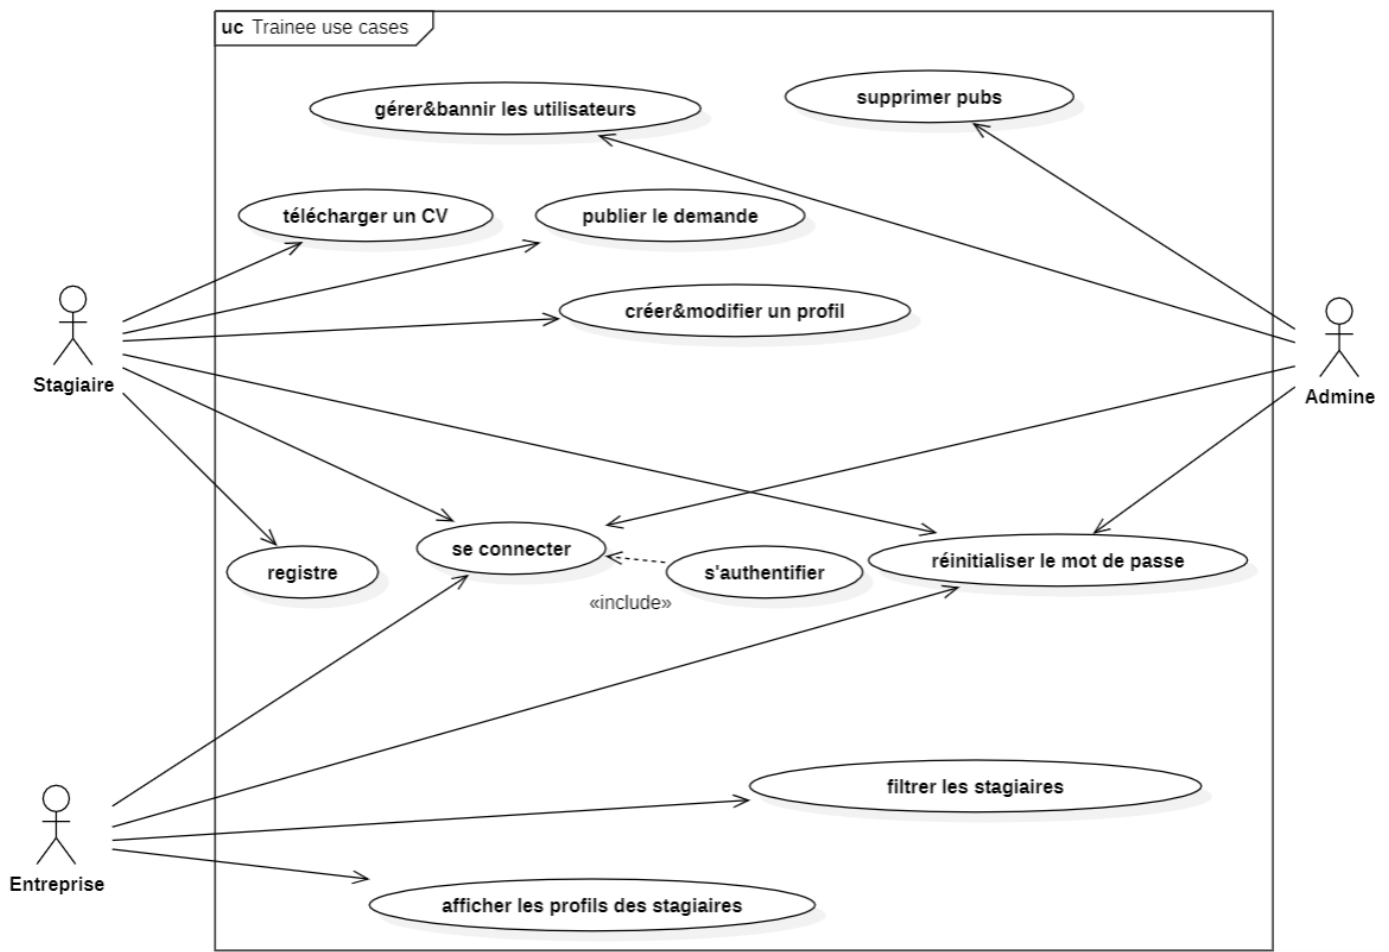 uc Trainee use cases
gérer&bannir les utilisateurs
supprimer pubs
télécharger un CV
publier le demande
créer&modifier un profil
Stagiaire
Admine
se connecter
s'authentifier
réinitialiser le mot de passe
registre
«include»
filtrer les stagiaires
Entreprise
afficher les profils des stagiaires